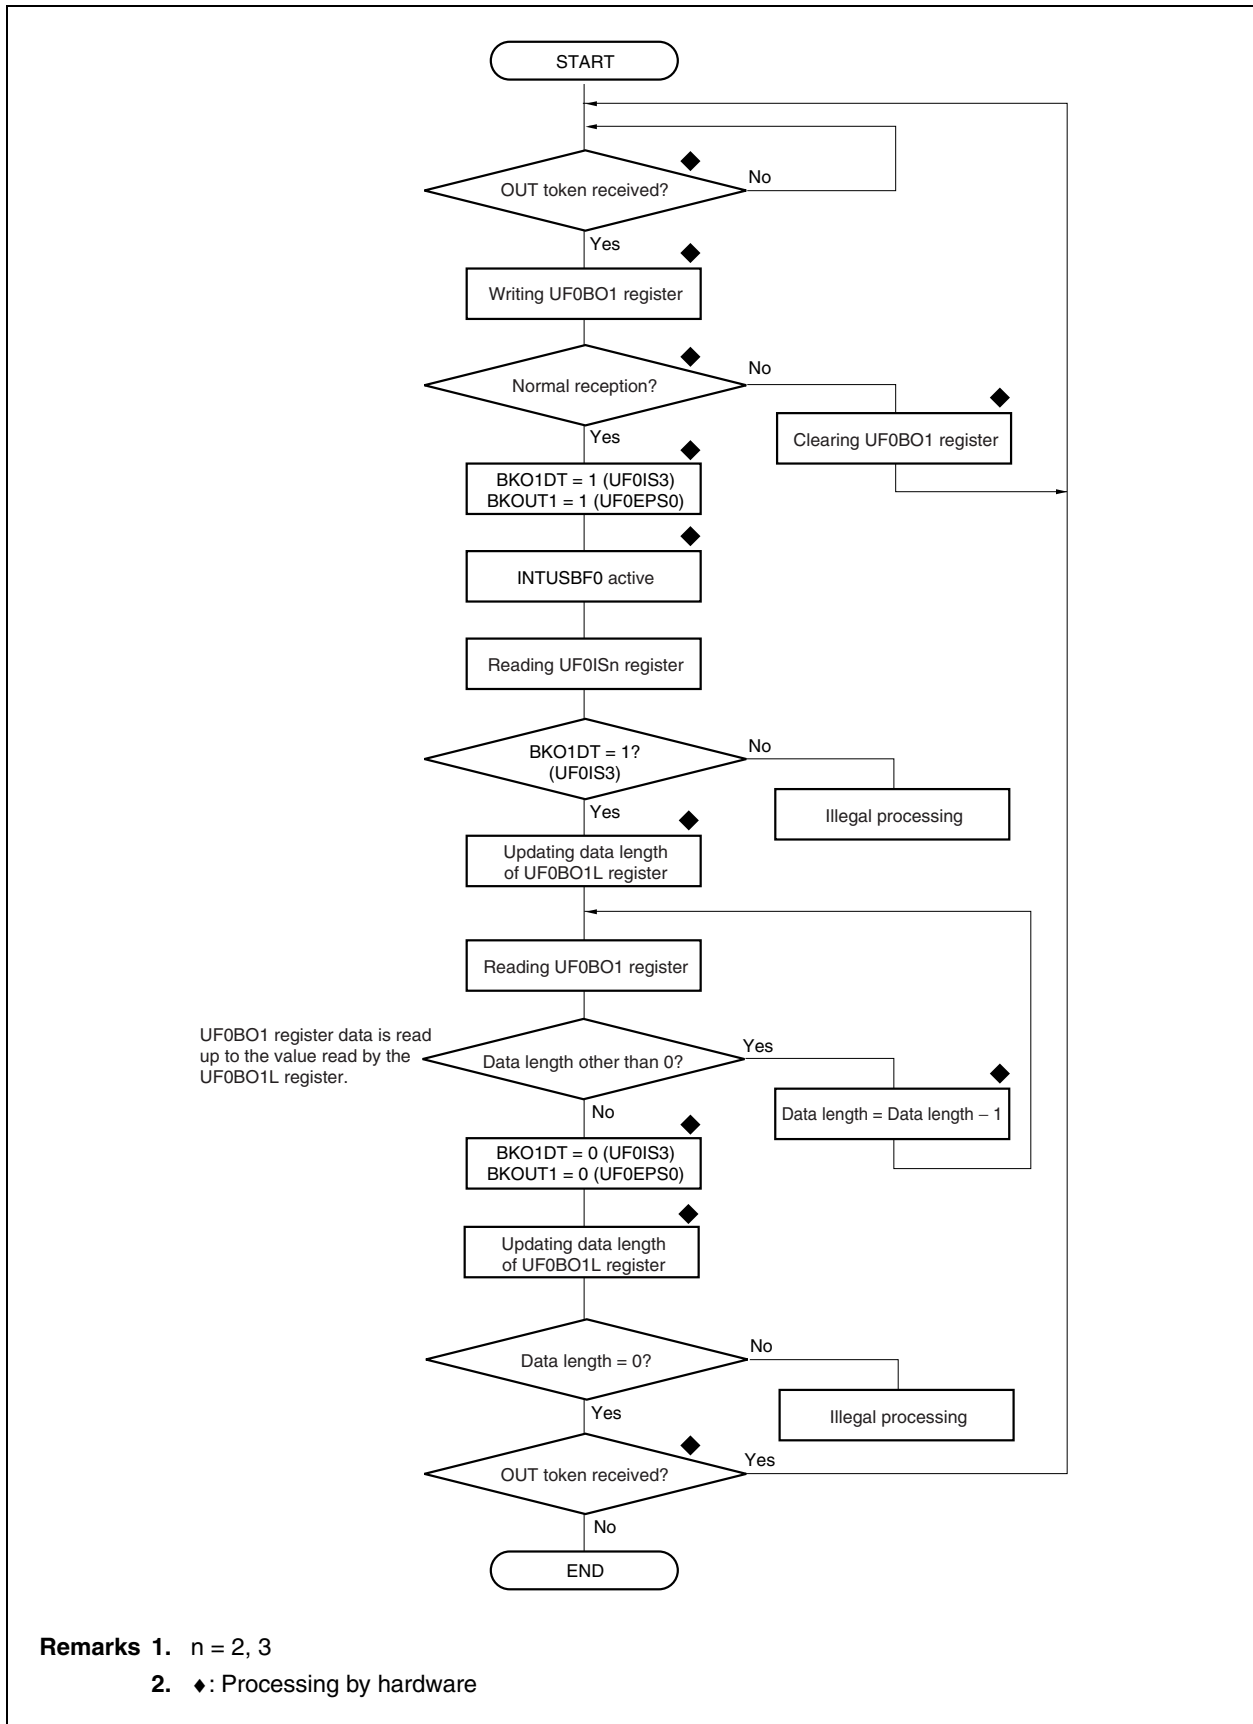 START
OUT token received?
No
Yes
Writing UF0BO1 register
Normal reception?
No
Yes
Clearing UF0BO1 register
BKO1DT = 1 (UF0IS3)
BKOUT1 = 1 (UF0EPS0)
INTUSBF0 active
Reading UF0ISn register
BKO1DT = 1?
(UF0IS3)
No
Yes
Illegal processing
Updating data length
of UF0BO1L register
Reading UF0BO1 register
UF0BO1 register data is read
up to the value read by the
UF0BO1L register.
Data length other than 0?
Yes
No
Data length = Data length – 1
BKO1DT = 0 (UF0IS3)
BKOUT1 = 0 (UF0EPS0)
Updating data length
of UF0BO1L register
Data length = 0?
No
Yes
Illegal processing
OUT token received?
Yes
No
END
Remarks 1. n = 2, 3
2. ♦: Processing by hardware